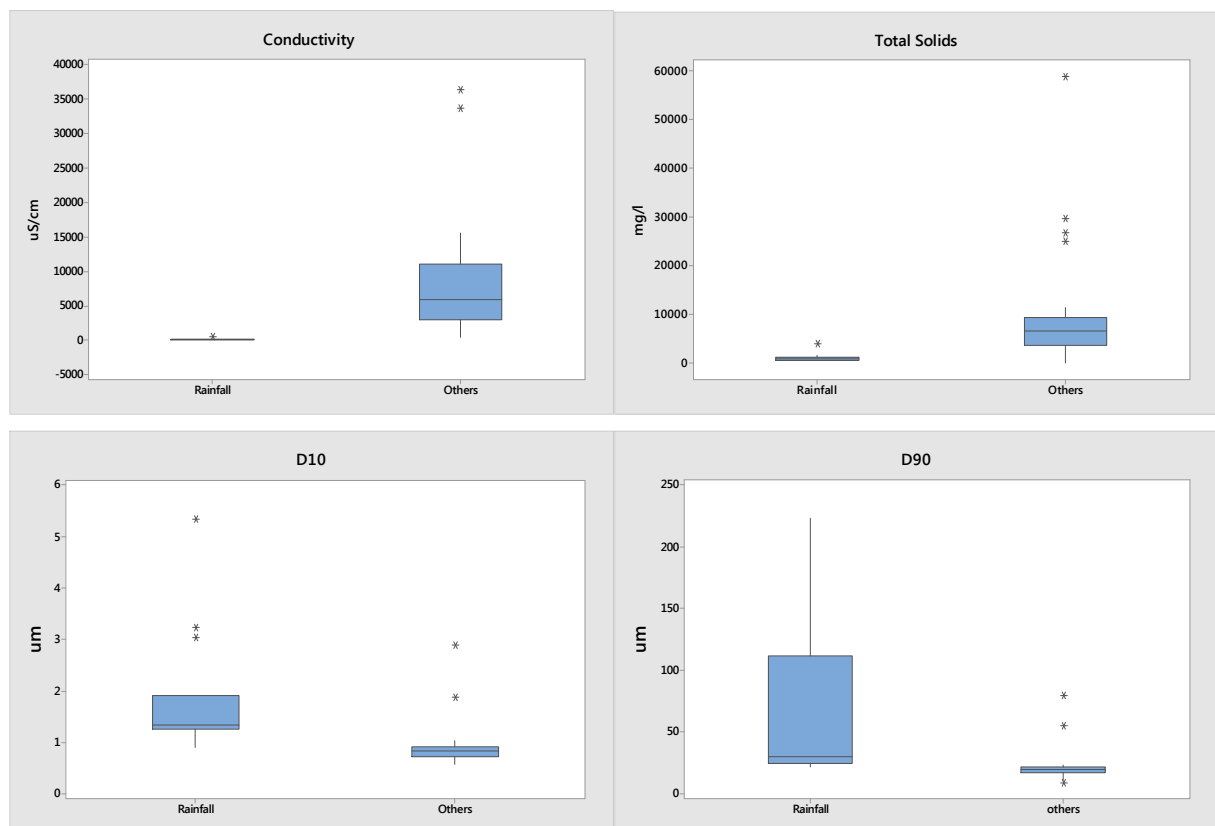 Conductivity
40000
35000
30000
25000
20000
15000
10000
5000
0
-5000
uS/cm
Rainfall
Others
Total Solids
60000
50000
40000
30000
20000
10000
0
mg/l
Rainfall
Others
D10
6
5
4
3
2
1
0
um
Rainfall
Others
D90
250
200
150
100
50
0
um
Rainfall
others